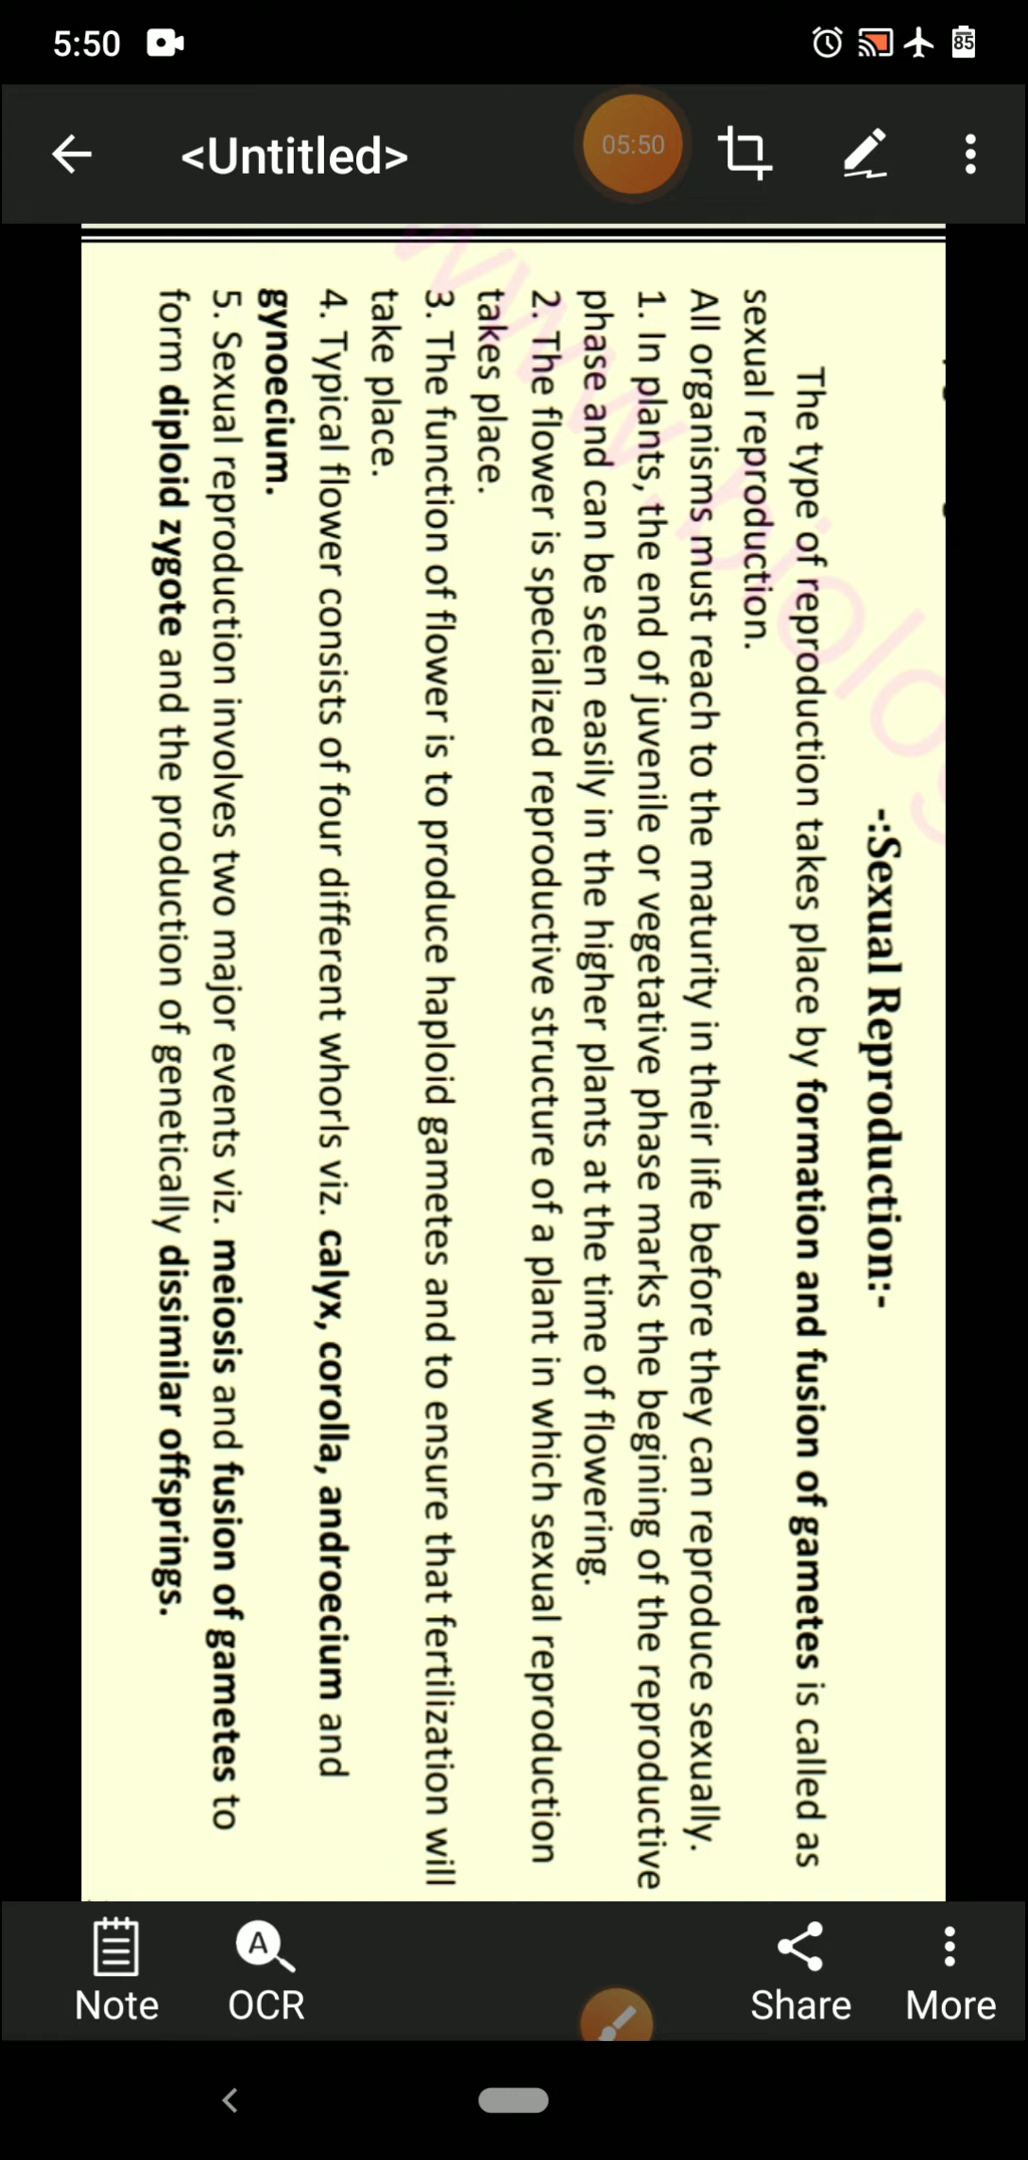 5:50
85
<Untitled>
05:50
-:Sexual Reproduction:-
The type of reproduction takes place by formation and fusion of gametes is called as
sexual reproduction.
All organisms must reach to the maturity in their life before they can reproduce sexually.
1. In plants, the end of juvenile or vegetative phase marks the begining of the reproductive
phase and can be seen easily in the higher plants at the time of flowering.
2. The flower is specialized reproductive structure of a plant in which sexual reproduction
takes place.
3. The function of flower is to produce haploid gametes and to ensure that fertilization will
take place.
4. Typical flower consists of four different whorls viz. calyx, corolla, androecium and
gynoecium.
5. Sexual reproduction involves two major events viz. meiosis and fusion of gametes to
form diploid zygote and the production of genetically dissimilar offsprings.
www.biolog
Note
A
OCR
Share
More